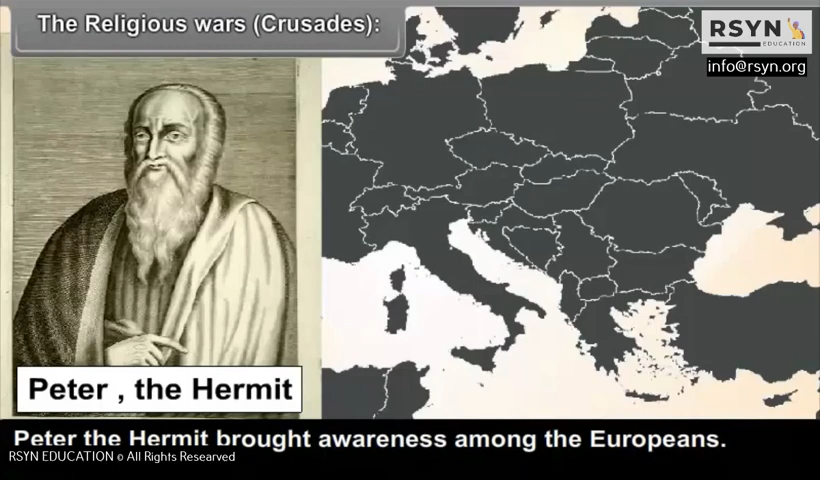 The Religious wars (Crusades):
RSYN
EDUCATION
info@rsyn.org
Peter , the Hermit
Peter the Hermit brought awareness among the Europeans.
RSYN EDUCATION © All Rights Researved